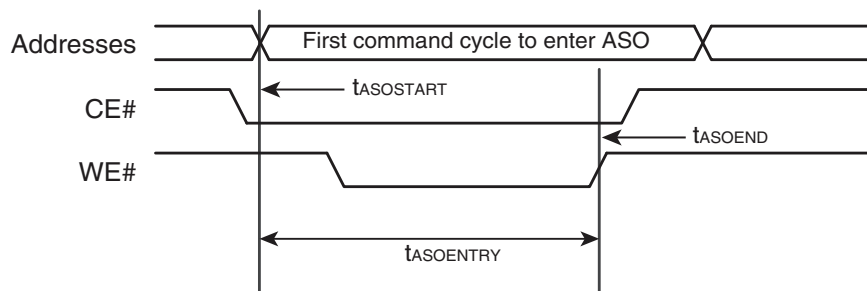 Addresses
First command cycle to enter ASO
tASOSTART
CE#
tASOEND
WE#
tASOENTRY